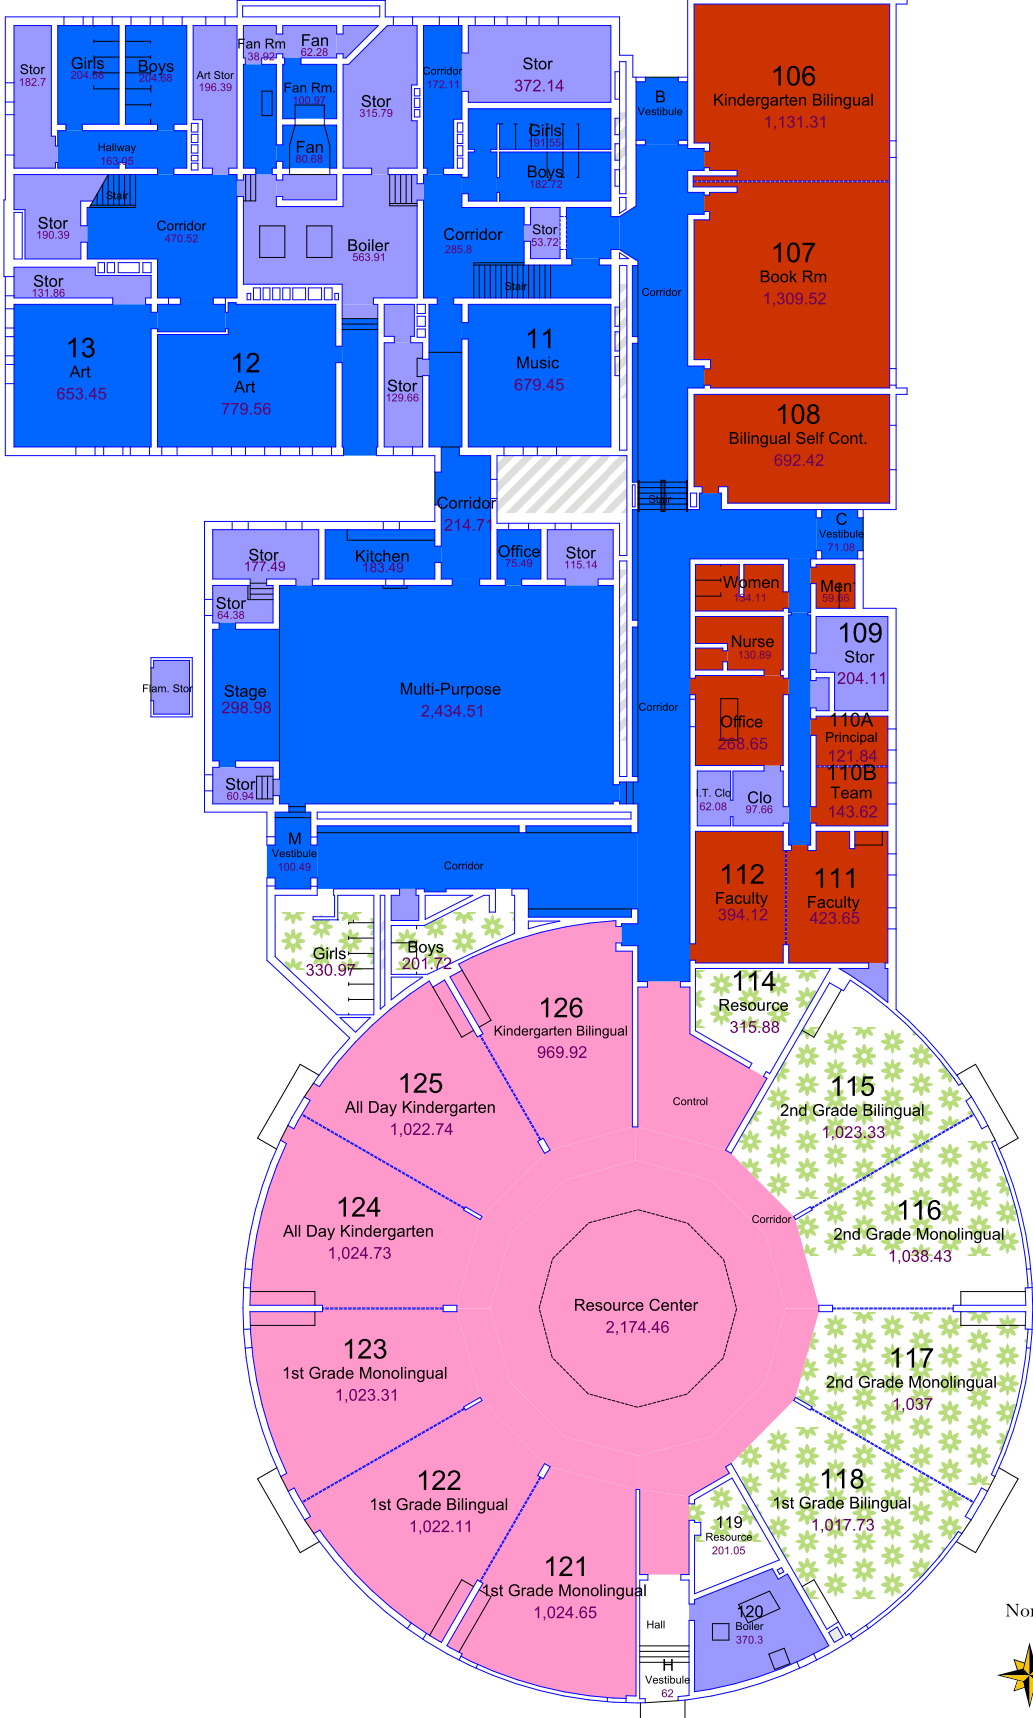 Stor
182.7
Girls
204.68
Boys
204.68
Art Stor
196.39
Fan Rm
38.92
Fan
62.28
Fan Rm.
100.97
Fan
80.68
Stor
315.79
Corridor
172.11
Stor
372.14
Girls
191.55
Boys
182.72
B
Vestibule
106
Kindergarten Bilingual
1,131.31
Hallway
163.05
Stair
Stor
190.39
Corridor
470.52
Stor
131.86
Boiler
563.91
Corridor
285.8
Stor
53.72
Stair
Corridor
107
Book Rm
1,309.52
13
Art
653.45
12
Art
779.56
Stor
129.66
11
Music
679.45
108
Bilingual Self Cont.
692.42
Corridor
214.71
Stair
C
Vestibule
71.08
Stor
177.49
Kitchen
183.49
Office
75.49
Stor
115.14
Stor
64.38
Women
134.11
Men
59.66
Nurse
130.89
109
Stor
204.11
Flam. Stor
Stage
298.98
Multi-Purpose
2,434.51
Corridor
Office
268.65
110A
Principal
121.84
110B
Team
143.62
Stor
60.94
I.T. Clo
62.08
Clo
97.66
M
Vestibule
100.49
Corridor
112
Faculty
394.12
111
Faculty
423.65
Girls
330.97
Boys
201.72
114
Resource
315.88
126
Kindergarten Bilingual
969.92
125
All Day Kindergarten
1,022.74
Control
115
2nd Grade Bilingual
1,023.33
124
All Day Kindergarten
1,024.73
Corridor
116
2nd Grade Monolingual
1,038.43
Resource Center
2,174.46
123
1st Grade Monolingual
1,023.31
117
2nd Grade Monolingual
1,037
122
1st Grade Bilingual
1,022.11
118
1st Grade Bilingual
1,017.73
119
Resource
201.05
121
1st Grade Monolingual
1,024.65
Hall
120
Boiler
370.3
H
Vestibule
62